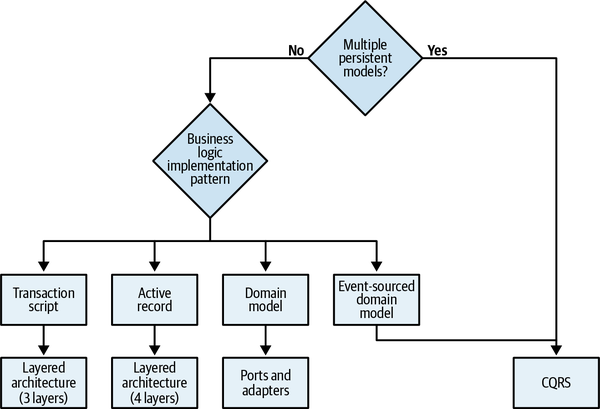 Multiple
persistent
models?
No
Yes
Business
logic
implementation
pattern
Transaction
script
Active
record
Domain
model
Event-sourced
domain
model
Layered
architecture
(3 layers)
Layered
architecture
(4 layers)
Ports and
adapters
CQRS